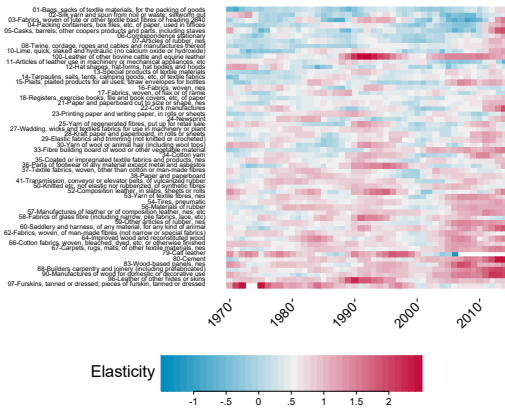 01-Bags, sacks of textile materials, for the packing of goods
02-Silk yarn and spun from noil or waste; silkworm gut
03-Fabrics, woven of jute or other textile bast fibres of heading 2640
04-Packing containers, box files, etc, of paper, used in offices
05-Casks, barrels, other coopers products and parts, including staves
06-Correspondence stationary
07-Articles of rubber, nes
08-Twine, cordage, ropes and cables and manufactures thereof
10-Lime, quick, slaked and hydraulic (no calcium oxide or hydroxide)
100-Leather of other bovine cattle and equine leather
11-Articles of leather use in machinery or mechanical appliances, etc
12-Hat shapes, hat-forms, hat bodies and hoods
13-Special products of textile materials
14-Tarpaulins, sails, tents, camping goods, etc, of textile fabrics
15-Plaits, plaited products for all uses; straw envelopes for bottles
16-Fabrics, woven, nes
17-Fabrics, woven, of flax or of ramie
18-Registers, exercise books, file and book covers, etc, of paper
21-Paper and paperboard cut to size or shape, nes
22-Cork manufactures
23-Printing paper and writing paper, in rolls or sheets
24-Newsprint
25-Yarn of regenerated fibres, put up for retail sale
27-Wadding, wicks and textiles fabrics for use in machinery or plant
28-Kraft paper and paperboard, in rolls or sheets
29-Elastic fabrics and trimming (not knitted or crocheted)
30-Yarn of wool or animal hair (including wool tops)
33-Fibre building board of wood or other vegetable material
34-Cotton yarn
35-Coated or impregnated textile fabrics and products, nes
36-Parts of footwear of any material except metal and asbestos
37-Textile fabrics, woven, other than cotton or man-made fibres
38-Paper and paperboard
41-Transmission, conveyor or elevator belts, of vulcanized rubber
50-Knitted etc, not elastic nor rubberized, of synthetic fibres
52-Composition leather, in slabs, sheets or rolls
53-Yarn of textile fibres, nes
54-Tires, pneumatic
56-Materials of rubber
57-Manufactures of leather or of composition leather, nes; etc
58-Fabrics of glass fibre (including narrow, pile fabrics, lace, etc)
59-Other articles of rubber, nes
60-Saddlery and harness, of any material, for any kind of animal
62-Fabrics, woven, of man-made fibres (not narrow or special fabrics)
64-Improved wood and reconstituted wood
66-Cotton fabrics, woven, bleached, dyed, etc, or otherwise finished
67-Carpets, rugs, mats, of other textile materials, nes
79-Calf leather
80-Cement
83-Wood-based panels, nes
88-Builders carpentry and joinery (including prefabricated)
90-Manufactures of wood for domestic or decorative use
96-Leather of other hides or skins
97-Furskins, tanned or dressed; pieces of furskin, tanned or dressed
1970
1980
1990
2000
2010
Elasticity
-1 -.5 0 .5 1 1.5 2